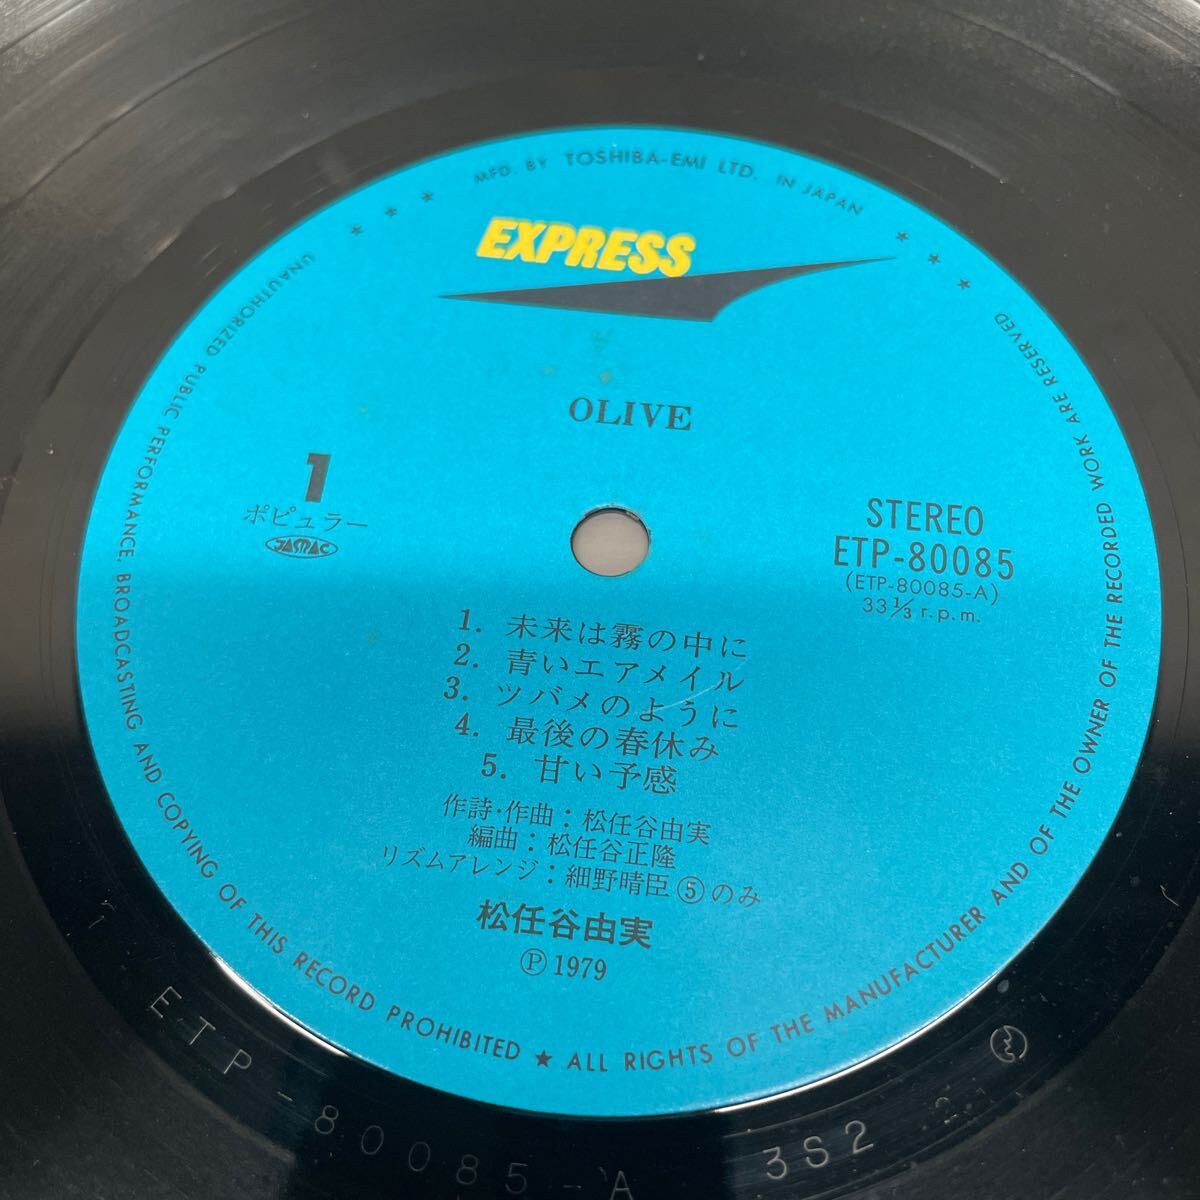 MFD. BY TOSHIBA-EMI LTD. IN JAPAN
EXPRESS
OLIVE
1
ポピュラー
JASRAC
STEREO
ETP-80085
(ETP-80085-A)
33 1/3 r.p.m.
1. 未来は霧の中に
2. 青いエアメイル
3. ツバメのように
4. 最後の春休み
5. 甘い予感
作詩・作曲：松任谷由実
編曲：松任谷正隆
リズムアレンジ：細野晴臣⑤のみ
松任谷由実
Ⓟ 1979
UNAUTHORIZED PUBLIC PERFORMANCE, BROADCASTING AND COPYING OF THIS RECORD PROHIBITED ★ ALL RIGHTS OF THE MANUFACTURER AND OF THE OWNER OF THE RECORDED WORK ARE RESERVED
ETP-80085-A 3S2